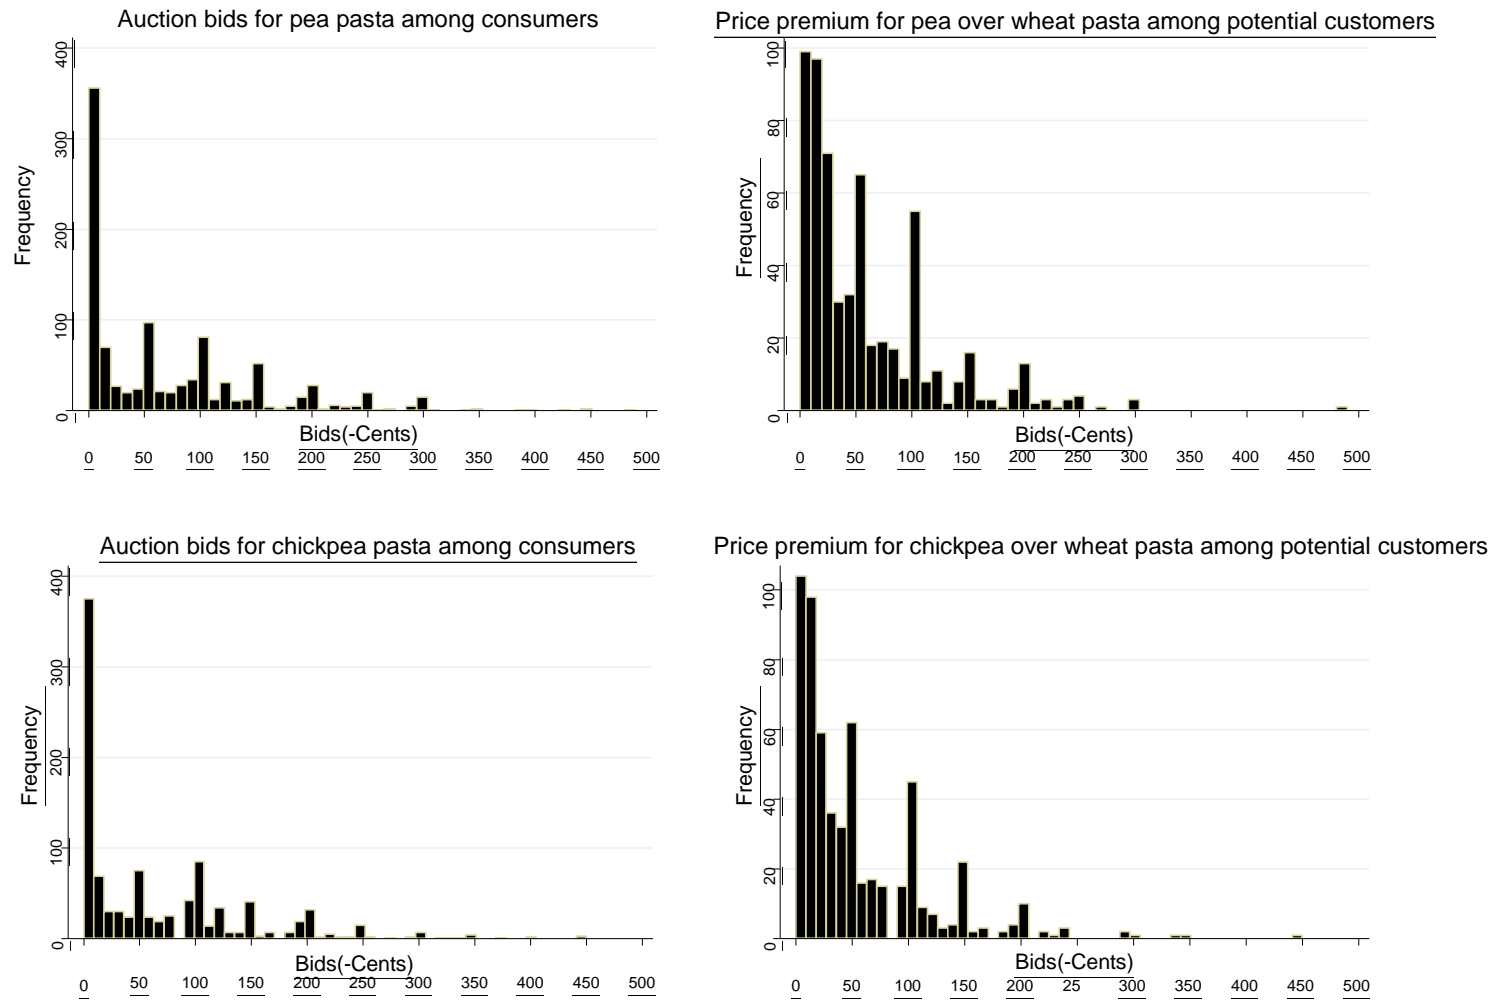 Auction bids for pea pasta among consumers
Frequency
400
300
200
100
0
Bids(-Cents)
0 50 100 150 200 250 300 350 400 450 500
Price premium for pea over wheat pasta among potential customers
Frequency
100
80
60
40
20
0
Bids(-Cents)
0 50 100 150 200 250 300 350 400 450 500
Auction bids for chickpea pasta among consumers
Frequency
400
300
200
100
0
Bids(-Cents)
0 50 100 150 200 250 300 350 400 450 500
Price premium for chickpea over wheat pasta among potential customers
Frequency
100
80
60
40
20
0
Bids(-Cents)
0 50 100 150 200 25 300 350 400 450 500